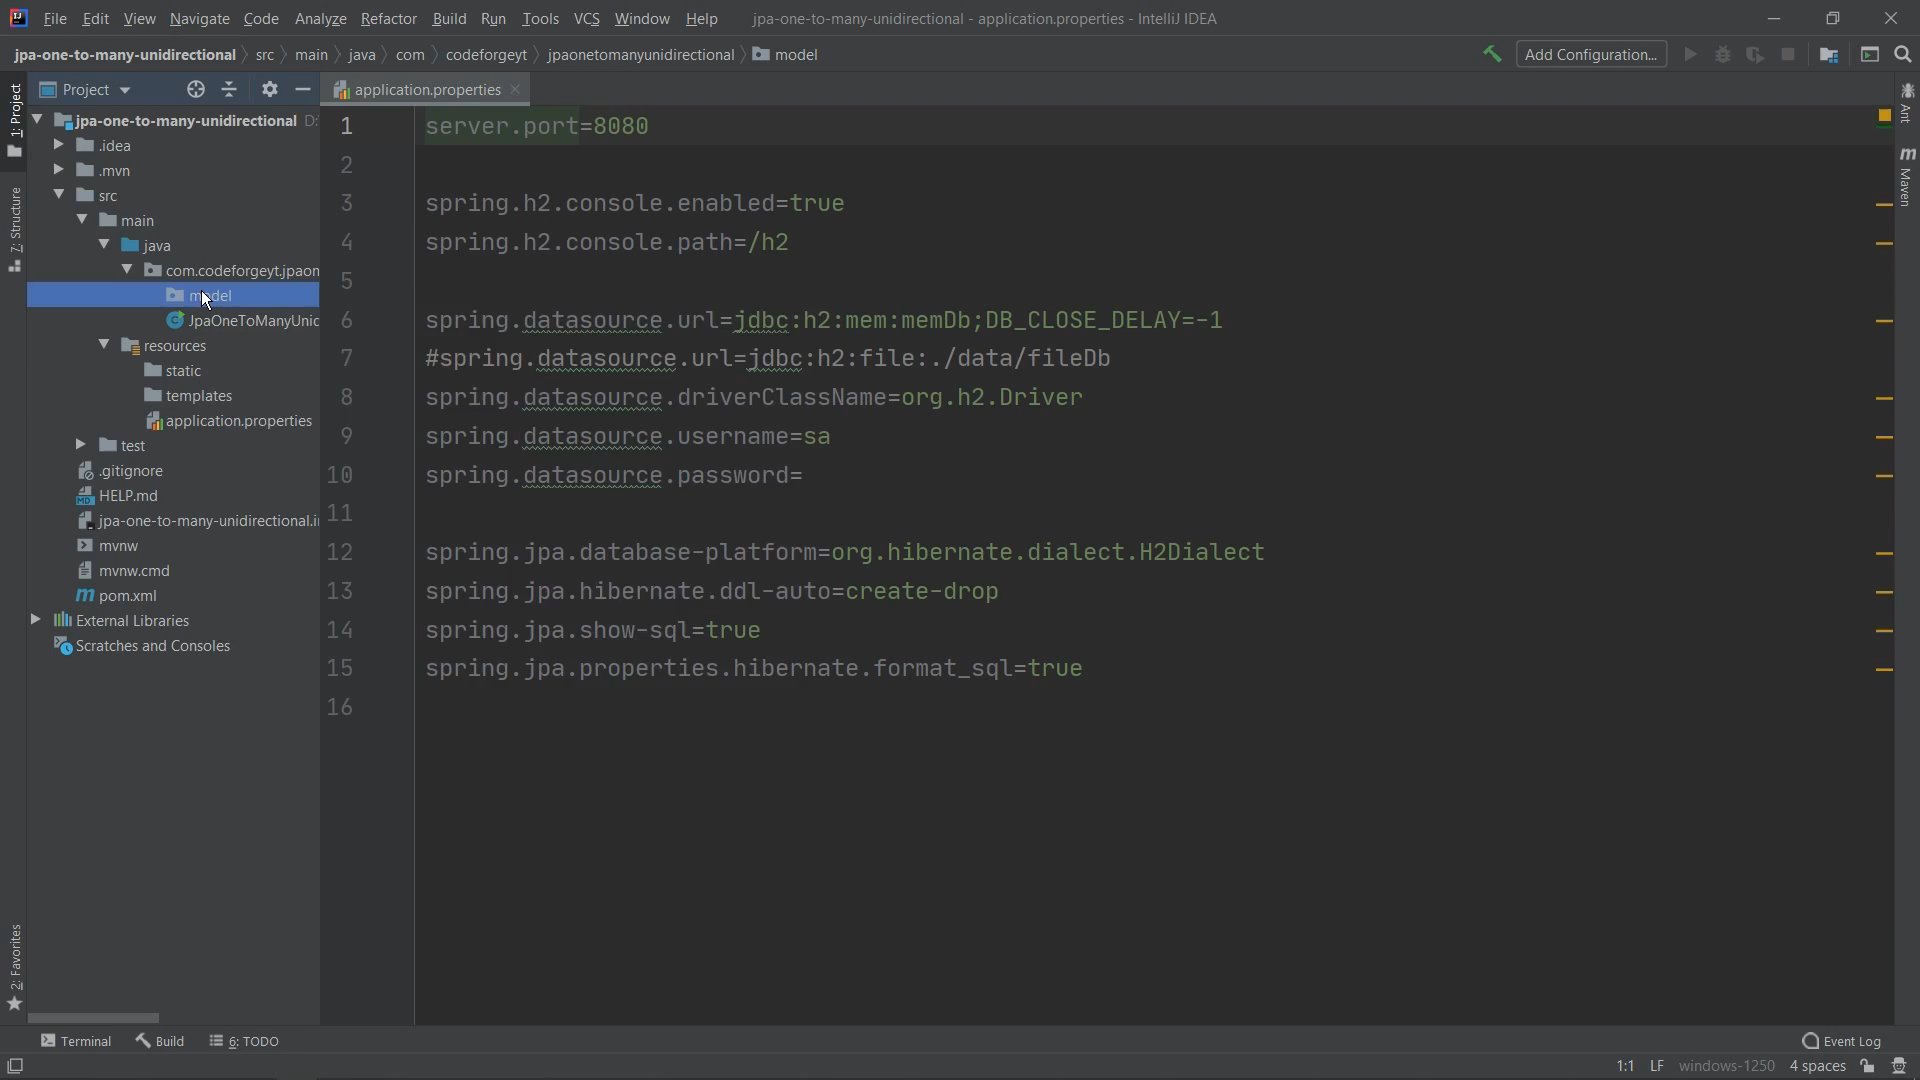 File Edit View Navigate Code Analyze Refactor Build Run Tools VCS Window Help jpa-one-to-many-unidirectional - application.properties - IntelliJ IDEA
jpa-one-to-many-unidirectional src main java com codeforgeyt jpaonetomanyunidirectional model Add Configuration...
Project application.properties
1: Project
7: Structure
2: Favorites
jpa-one-to-many-unidirectional D:
.idea
.mvn
src
main
java
com.codeforgeyt.jpaon
model
JpaOneToManyUnic
resources
static
templates
application.properties
test
.gitignore
HELP.md
jpa-one-to-many-unidirectional.i
mvnw
mvnw.cmd
pom.xml
External Libraries
Scratches and Consoles
1 server.port=8080
2
3 spring.h2.console.enabled=true
4 spring.h2.console.path=/h2
5
6 spring.datasource.url=jdbc:h2:mem:memDb;DB_CLOSE_DELAY=-1
7 #spring.datasource.url=jdbc:h2:file:./data/fileDb
8 spring.datasource.driverClassName=org.h2.Driver
9 spring.datasource.username=sa
10 spring.datasource.password=
11
12 spring.jpa.database-platform=org.hibernate.dialect.H2Dialect
13 spring.jpa.hibernate.ddl-auto=create-drop
14 spring.jpa.show-sql=true
15 spring.jpa.properties.hibernate.format_sql=true
16
Ant
Maven
Terminal Build 6: TODO Event Log
1:1 LF windows-1250 4 spaces